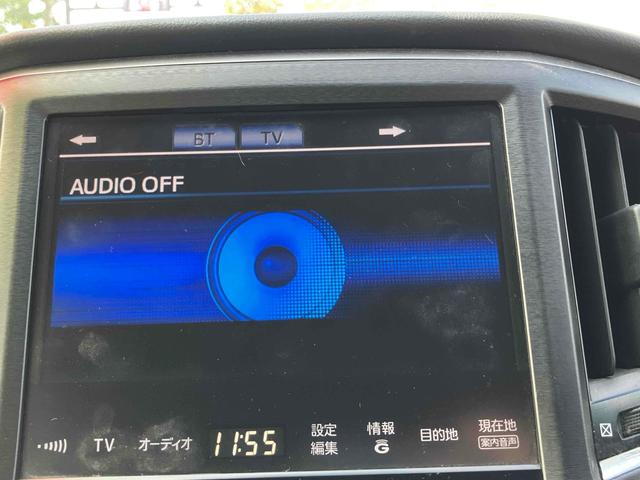 BT TV
AUDIO OFF
TV オーディオ 11:55 設定 編集 情報 G 目的地 現在地 案内音声